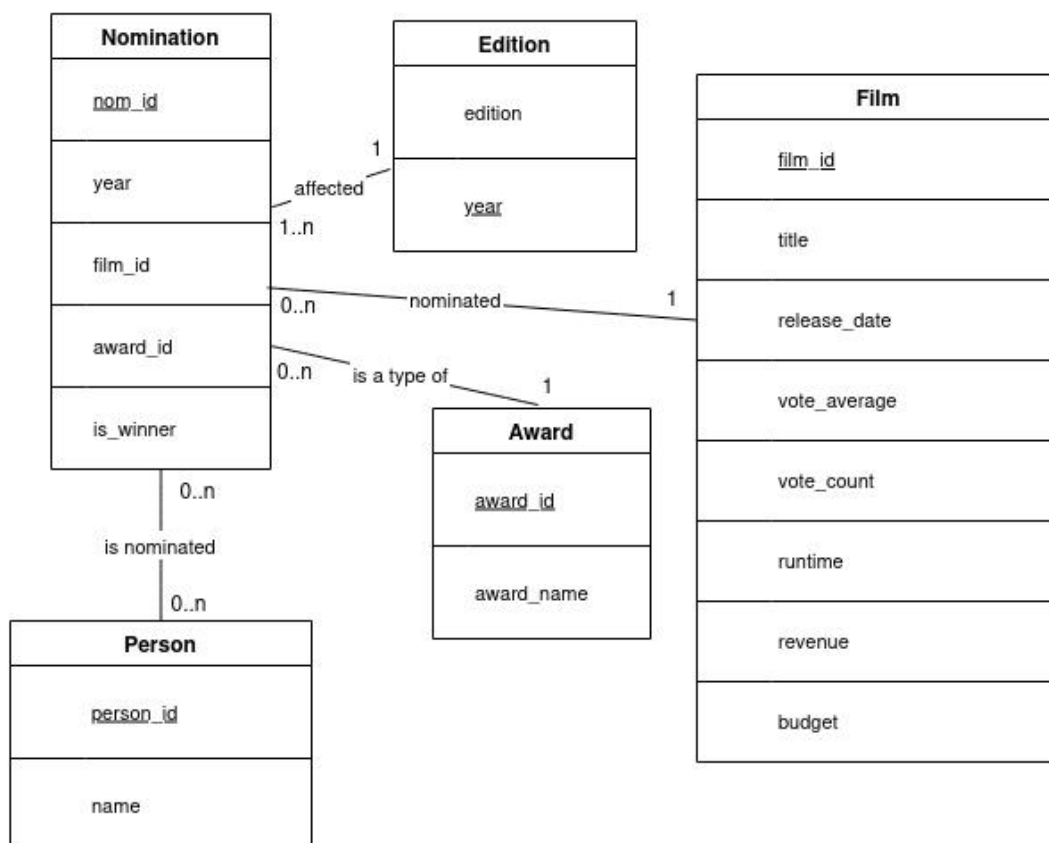 Nomination
nom_id
year
film_id
award_id
is_winner
Edition
edition
year
Film
film_id
title
release_date
vote_average
vote_count
runtime
revenue
budget
1
affected
1..n
nominated
1
0..n
is a type of
0..n
1
Award
award_id
award_name
0..n
is nominated
0..n
Person
person_id
name